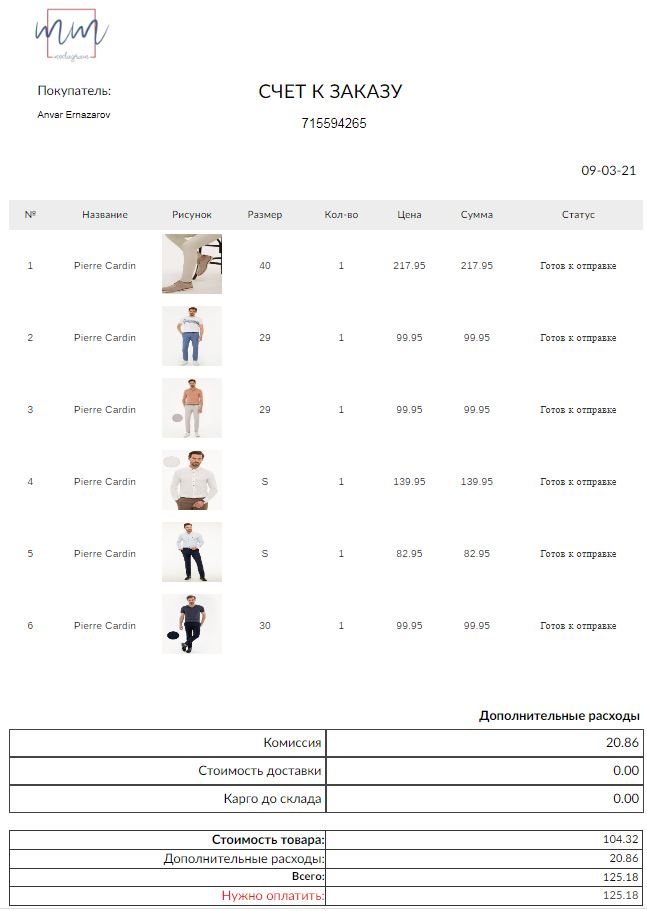 mm
modagram
Покупатель:
СЧЕТ К ЗАКАЗУ
Anvar Ernazarov
715594265
09-03-21
№ Название Рисунок Размер Кол-во Цена Сумма Статус
1 Pierre Cardin 40 1 217.95 217.95 Готов к отправке
2 Pierre Cardin 29 1 99.95 99.95 Готов к отправке
3 Pierre Cardin 29 1 99.95 99.95 Готов к отправке
4 Pierre Cardin S 1 139.95 139.95 Готов к отправке
5 Pierre Cardin S 1 82.95 82.95 Готов к отправке
6 Pierre Cardin 30 1 99.95 99.95 Готов к отправке
Дополнительные расходы
Комиссия 20.86
Стоимость доставки 0.00
Карго до склада 0.00
Стоимость товара: 104.32
Дополнительные расходы: 20.86
Всего: 125.18
Нужно оплатить: 125.18